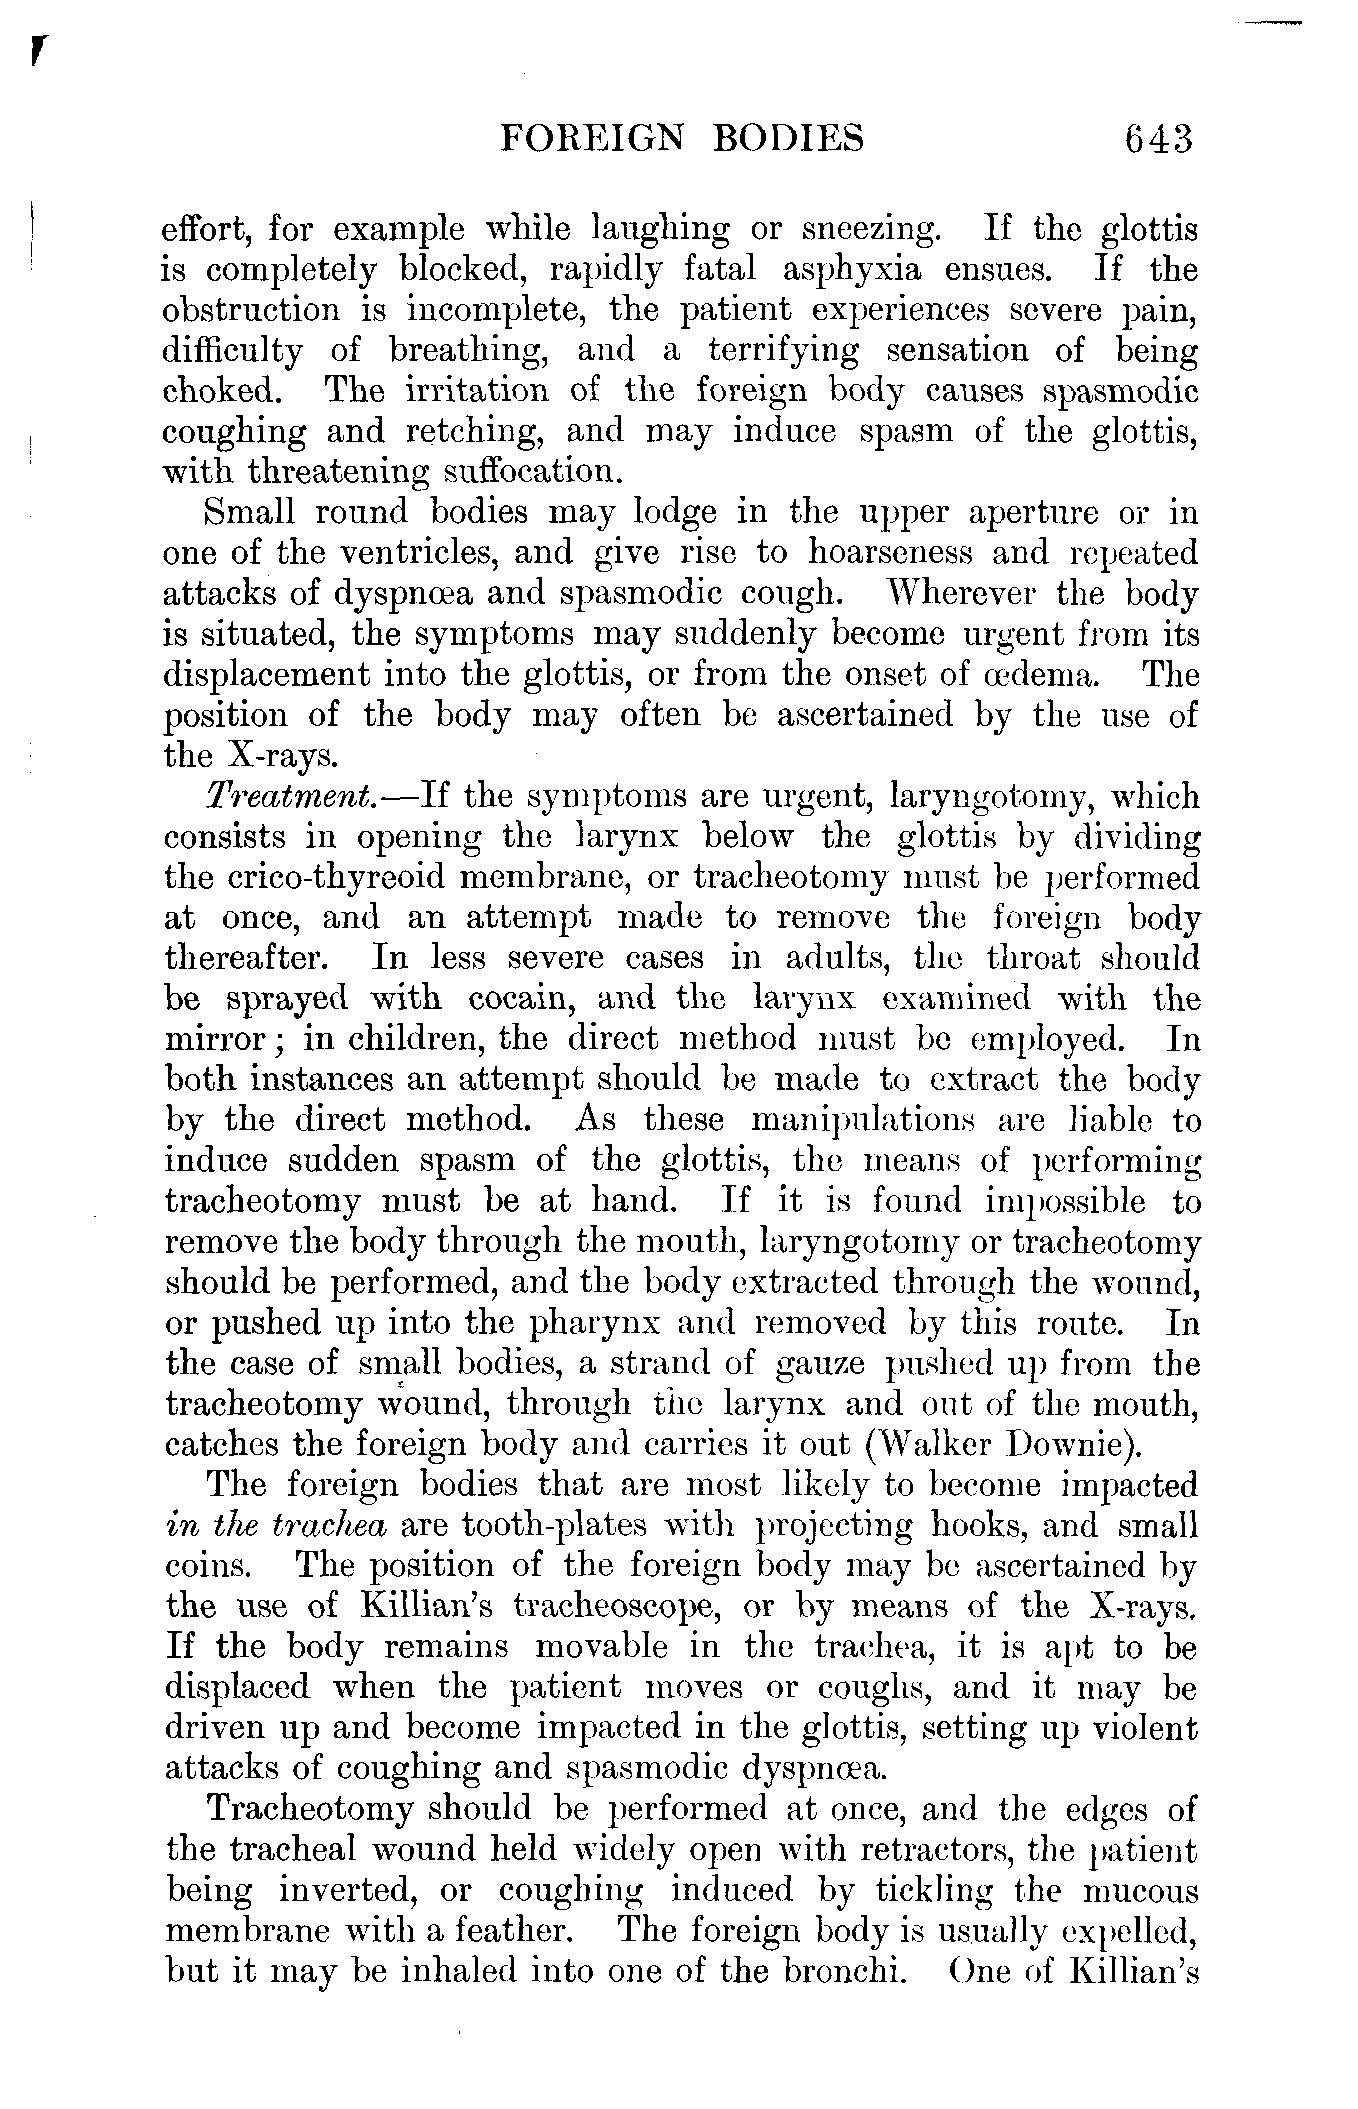 FOREIGN BODIES 643
effort, for example while laughing or sneezing. If the glottis
is completely blocked, rapidly fatal asphyxia ensues. If the
obstruction is incomplete, the patient experiences severe pain,
difficulty of breathing, and a terrifying sensation of being
choked. The irritation of the foreign body causes spasmodic
coughing and retching, and may induce spasm of the glottis,
with threatening suffocation.
Small round bodies may lodge in the upper aperture or in
one of the ventricles, and give rise to hoarseness and repeated
attacks of dyspnœa and spasmodic cough. Wherever the body
is situated, the symptoms may suddenly become urgent from its
displacement into the glottis, or from the onset of œdema. The
position of the body may often be ascertained by the use of
the X-rays.
Treatment.—If the symptoms are urgent, laryngotomy, which
consists in opening the larynx below the glottis by dividing
the crico-thyreoid membrane, or tracheotomy must be performed
at once, and an attempt made to remove the foreign body
thereafter. In less severe cases in adults, the throat should
be sprayed with cocain, and the larynx examined with the
mirror; in children, the direct method must be employed. In
both instances an attempt should be made to extract the body
by the direct method. As these manipulations are liable to
induce sudden spasm of the glottis, the means of performing
tracheotomy must be at hand. If it is found impossible to
remove the body through the mouth, laryngotomy or tracheotomy
should be performed, and the body extracted through the wound,
or pushed up into the pharynx and removed by this route. In
the case of small bodies, a strand of gauze pushed up from the
tracheotomy wound, through the larynx and out of the mouth,
catches the foreign body and carries it out (Walker Downie).
The foreign bodies that are most likely to become impacted
in the trachea are tooth-plates with projecting hooks, and small
coins. The position of the foreign body may be ascertained by
the use of Killian's tracheoscope, or by means of the X-rays.
If the body remains movable in the trachea, it is apt to be
displaced when the patient moves or coughs, and it may be
driven up and become impacted in the glottis, setting up violent
attacks of coughing and spasmodic dyspnœa.
Tracheotomy should be performed at once, and the edges of
the tracheal wound held widely open with retractors, the patient
being inverted, or coughing induced by tickling the mucous
membrane with a feather. The foreign body is usually expelled,
but it may be inhaled into one of the bronchi. One of Killian's